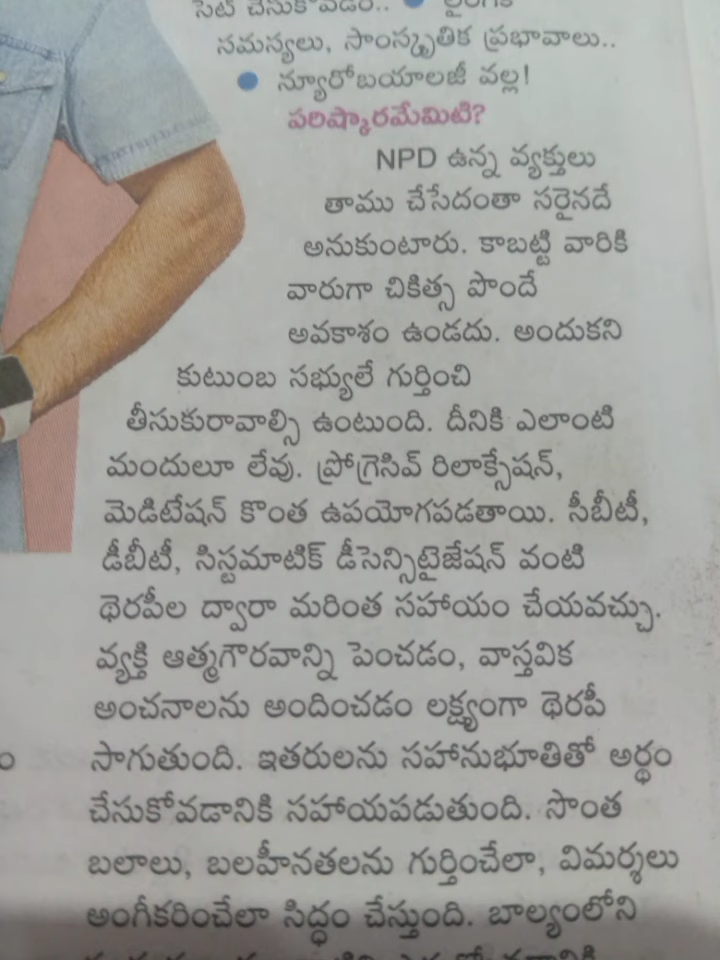 సెట్ చేసుకోవడం.. ● లైంగిక
సమస్యలు, సాంస్కృతిక ప్రభావాలు..
● న్యూరోబయాలజీ వల్ల!
పరిష్కారమేమిటి?
NPD ఉన్న వ్యక్తులు
తాము చేసేదంతా సరైనదే
అనుకుంటారు. కాబట్టి వారికి
వారుగా చికిత్స పొందే
అవకాశం ఉండదు. అందుకని
కుటుంబ సభ్యులే గుర్తించి
తీసుకురావాల్సి ఉంటుంది. దీనికి ఎలాంటి
మందులూ లేవు. ప్రోగ్రెసివ్ రిలాక్సేషన్,
మెడిటేషన్ కొంత ఉపయోగపడతాయి. సీబీటీ,
డీబీటీ, సిస్టమాటిక్ డీసెన్సిటైజేషన్ వంటి
థెరపీల ద్వారా మరింత సహాయం చేయవచ్చు.
వ్యక్తి ఆత్మగౌరవాన్ని పెంచడం, వాస్తవిక
అంచనాలను అందించడం లక్ష్యంగా థెరపీ
సాగుతుంది. ఇతరులను సహానుభూతితో అర్థం
చేసుకోవడానికి సహాయపడుతుంది. సొంత
బలాలు, బలహీనతలను గుర్తించేలా, విమర్శలు
అంగీకరించేలా సిద్ధం చేస్తుంది. బాల్యంలోని